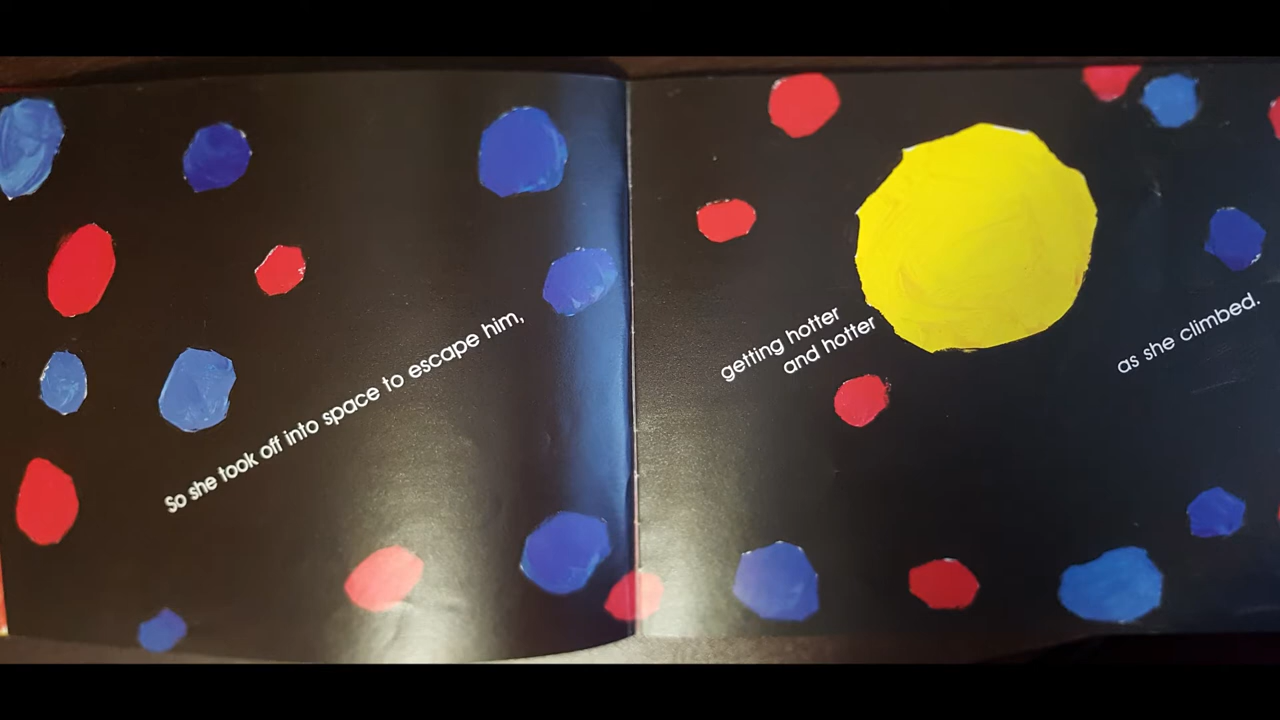 So she took off into space to escape him,
getting hotter
and hotter
as she climbed.